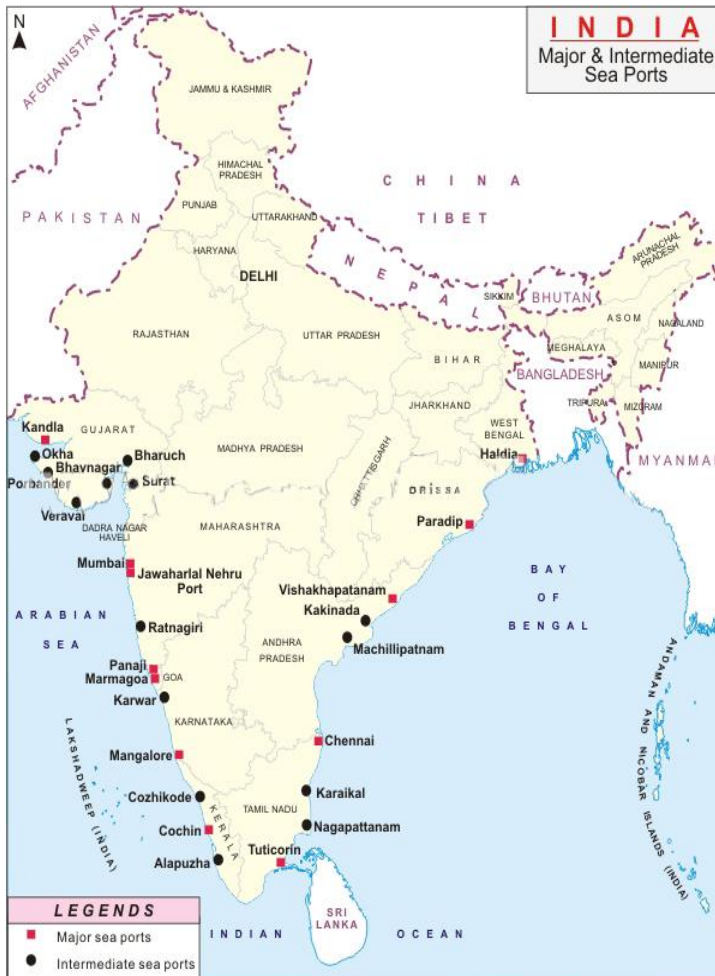 N
INDIA
Major & Intermediate
Sea Ports
AFGHANISTAN
JAMMU & KASHMIR
HIMACHAL
PRADESH
CHINA
TIBET
PAKISTAN
PUNJAB
UTTARAKHAND
HARYANA
DELHI
NEPAL
ARUNACHAL
PRADESH
SIKKIM
BHUTAN
ASOM
NAGALAND
RAJASTHAN
UTTAR PRADESH
BIHAR
MEGHALAYA
MANIPUR
BANGLADESH
JHARKHAND
TRIPURA
MIZORAM
WEST
BENGAL
MYANMAR
Kandla
GUJARAT
MADHYA PRADESH
CHHATTISGARH
Haldia
Okha
Bhavnagar
Bharuch
Porbander
Surat
ORISSA
Veraval
DADRA NAGAR
HAVELI
MAHARASHTRA
Paradip
Mumbai
Jawaharlal Nehru
Port
Vishakhapatanam
BAY
OF
BENGAL
ARABIAN
SEA
Ratnagiri
Kakinada
Machillipatnam
ANDHRA
PRADESH
Panaji
Marmagoa
GOA
Karwar
KARNATAKA
Chennai
Mangalore
LAKSHADWEEP (INDIA)
ANDAMAN AND NICOBAR ISLANDS (INDIA)
Cozhikode
KERALA
TAMIL NADU
Karaikal
Cochin
Nagapattanam
Alapuzha
Tuticorin
SRI
LANKA
INDIAN OCEAN
LEGENDS
Major sea ports
Intermediate sea ports